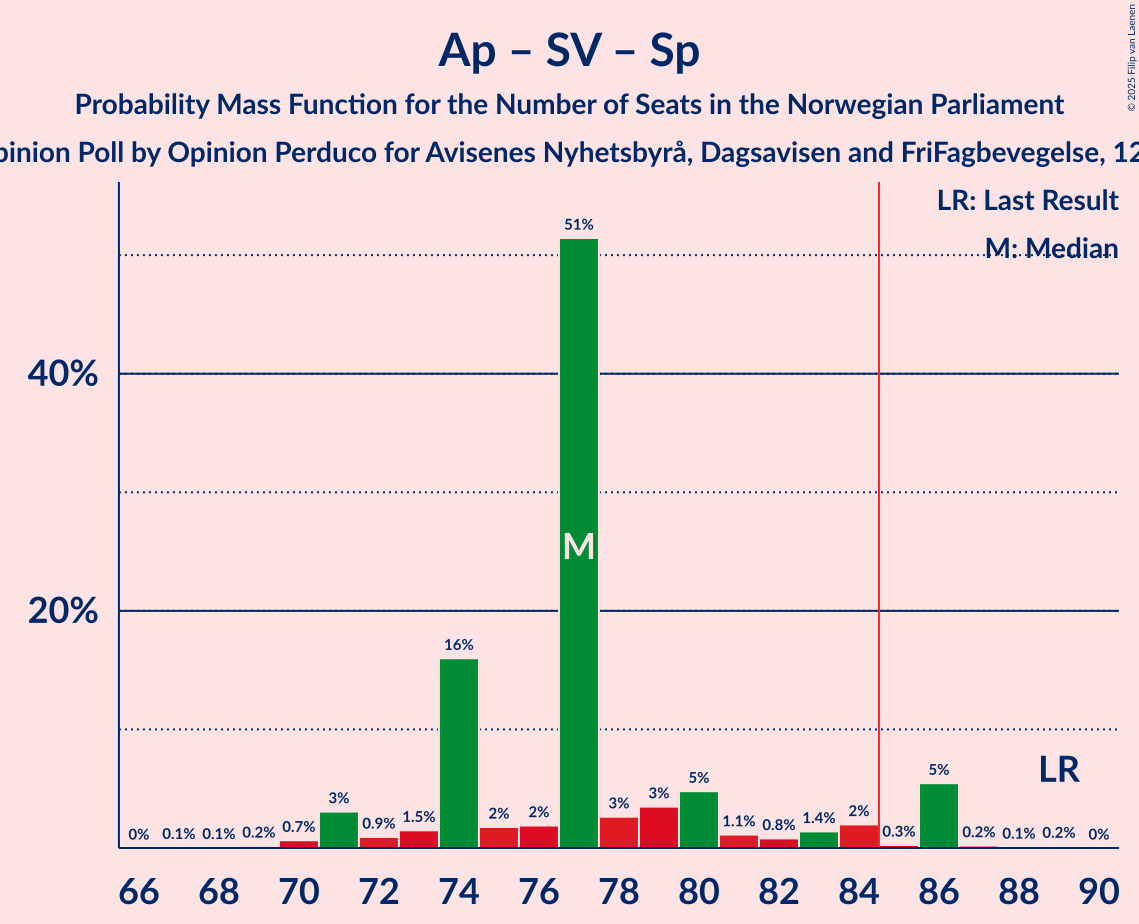 Ap – SV – Sp
Probability Mass Function for the Number of Seats in the Norwegian Parliament
Opinion Poll by Opinion Perduco for Avisenes Nyhetsbyrå, Dagsavisen and FriFagbevegelse, 12
© 2025 Filip van Laenen
LR: Last Result
M: Median
40%
20%
51%
M
16%
LR
0% 0.1% 0.1% 0.2% 0.7% 3% 0.9% 1.5% 2% 2% 3% 3% 5% 1.1% 0.8% 1.4% 2% 0.3% 5% 0.2% 0.1% 0.2% 0%
66 68 70 72 74 76 78 80 82 84 86 88 90